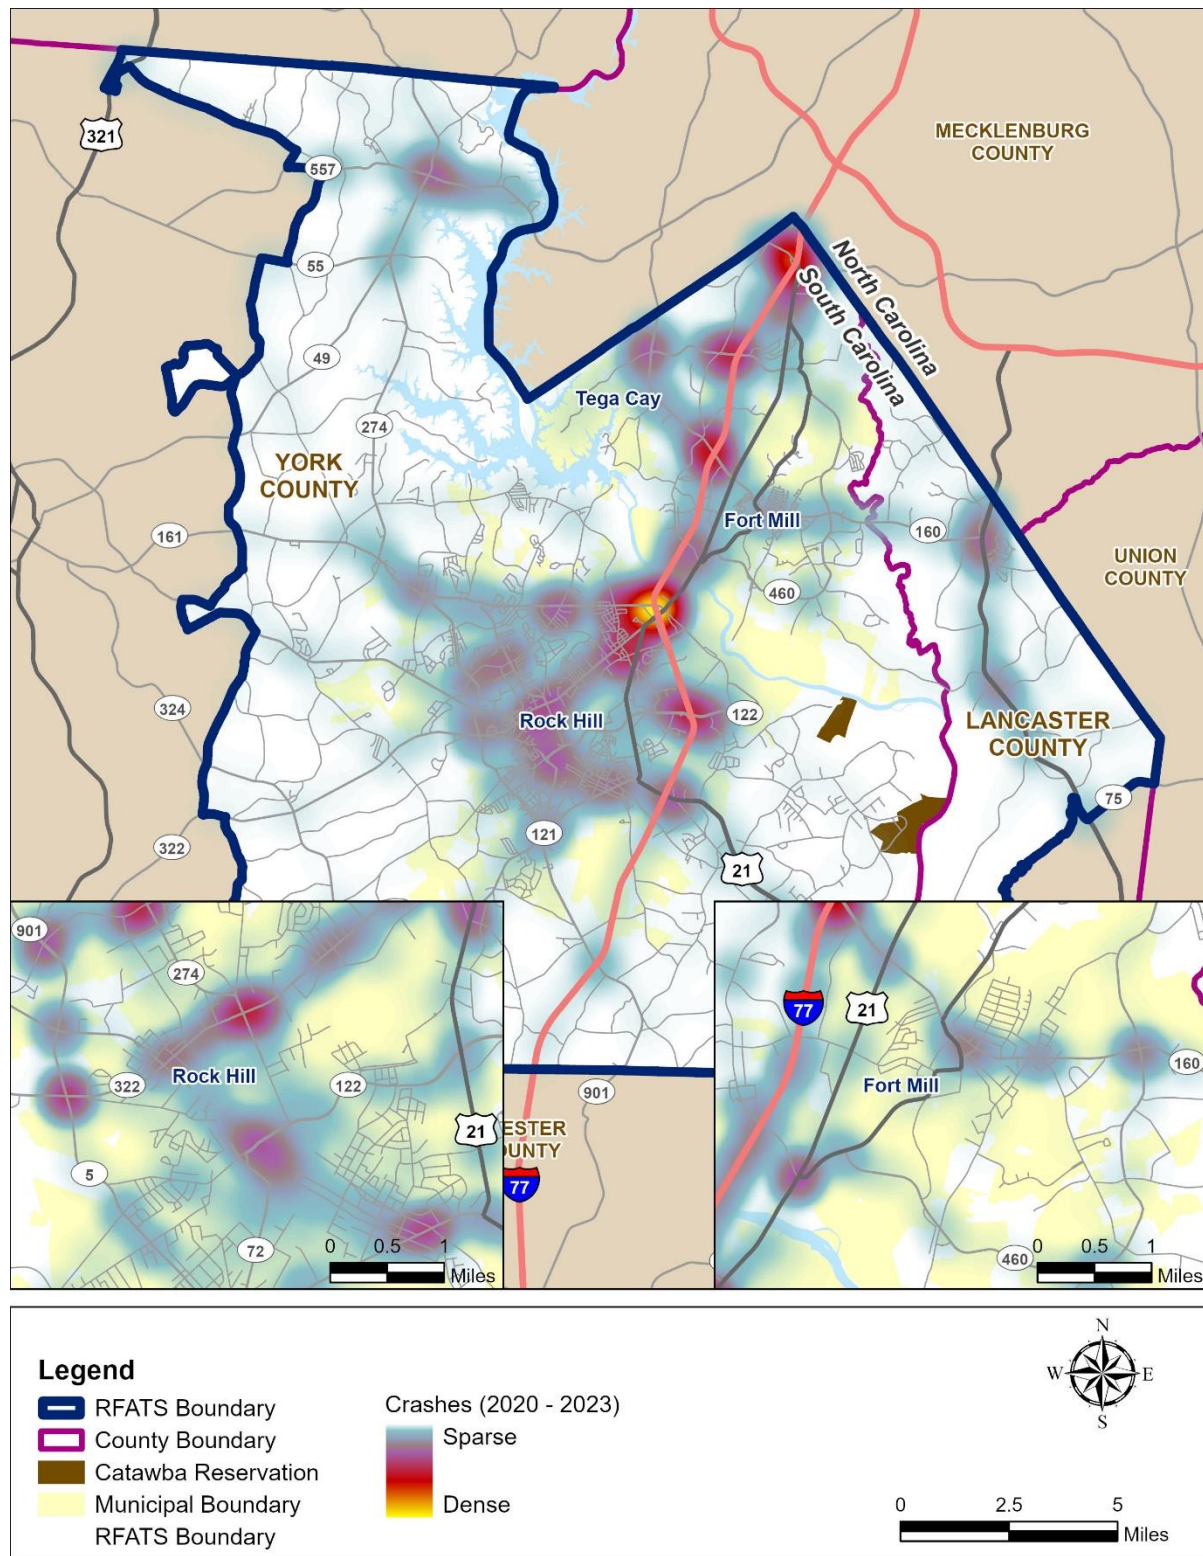 321
MECKLENBURG
COUNTY
557
55
North Carolina
South Carolina
49
Tega Cay
274
YORK
COUNTY
Fort Mill
160
161
UNION
COUNTY
460
324
Rock Hill
122
LANCASTER
COUNTY
75
322
121
21
901
274
Rock Hill
322
122
21
5
72
0 0.5 1
Miles
901
ESTER
OUNTY
77
77
21
160
Fort Mill
460
0 0.5 1
Miles
Legend
RFATS Boundary
County Boundary
Catawba Reservation
Municipal Boundary
RFATS Boundary
Crashes (2020 - 2023)
Sparse
Dense
N
W E
S
0 2.5 5
Miles